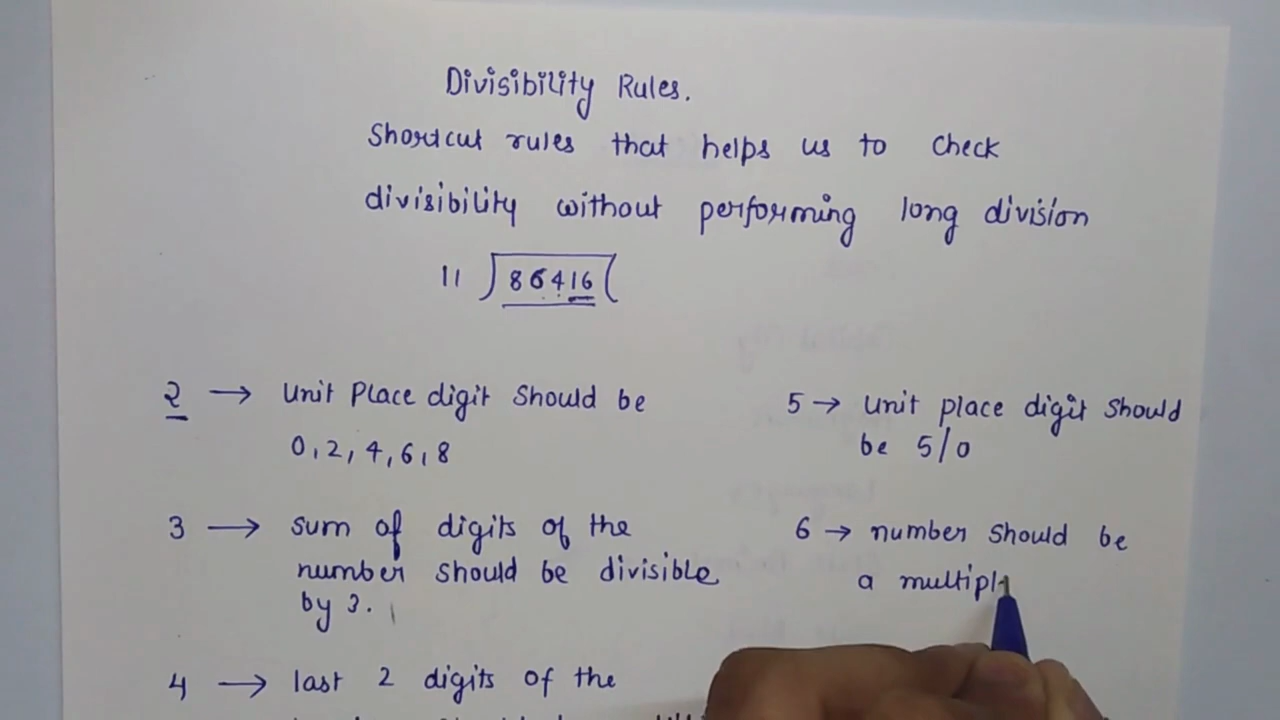 Divisibility Rules.
Shortcut rules that helps us to check
divisibility without performing long division
11 ) 86416 (
2 → Unit Place digit Should be
0, 2, 4, 6, 8
3 → sum of digits of the
number should be divisible
by 3.
4 → last 2 digits of the
5 → unit place digit should
be 5/0
6 → number should be
a multipl